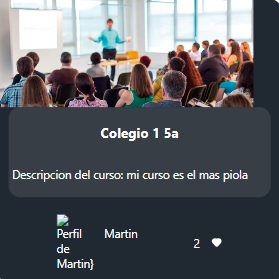 Colegio 1 5a
Descripcion del curso: mi curso es el mas piola
Perfil
de
Martin}
Martin
2